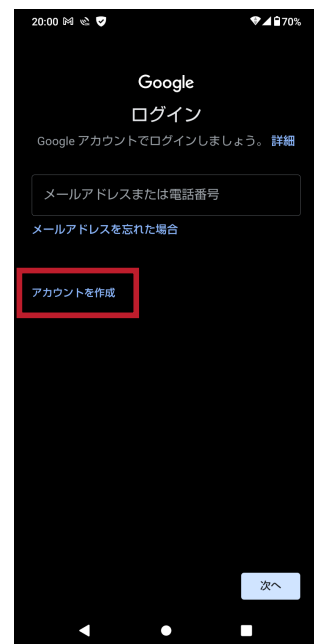 20:00 70%
Google
ログイン
Google アカウントでログインしましょう。 詳細
メールアドレスまたは電話番号
メールアドレスを忘れた場合
アカウントを作成
次へ